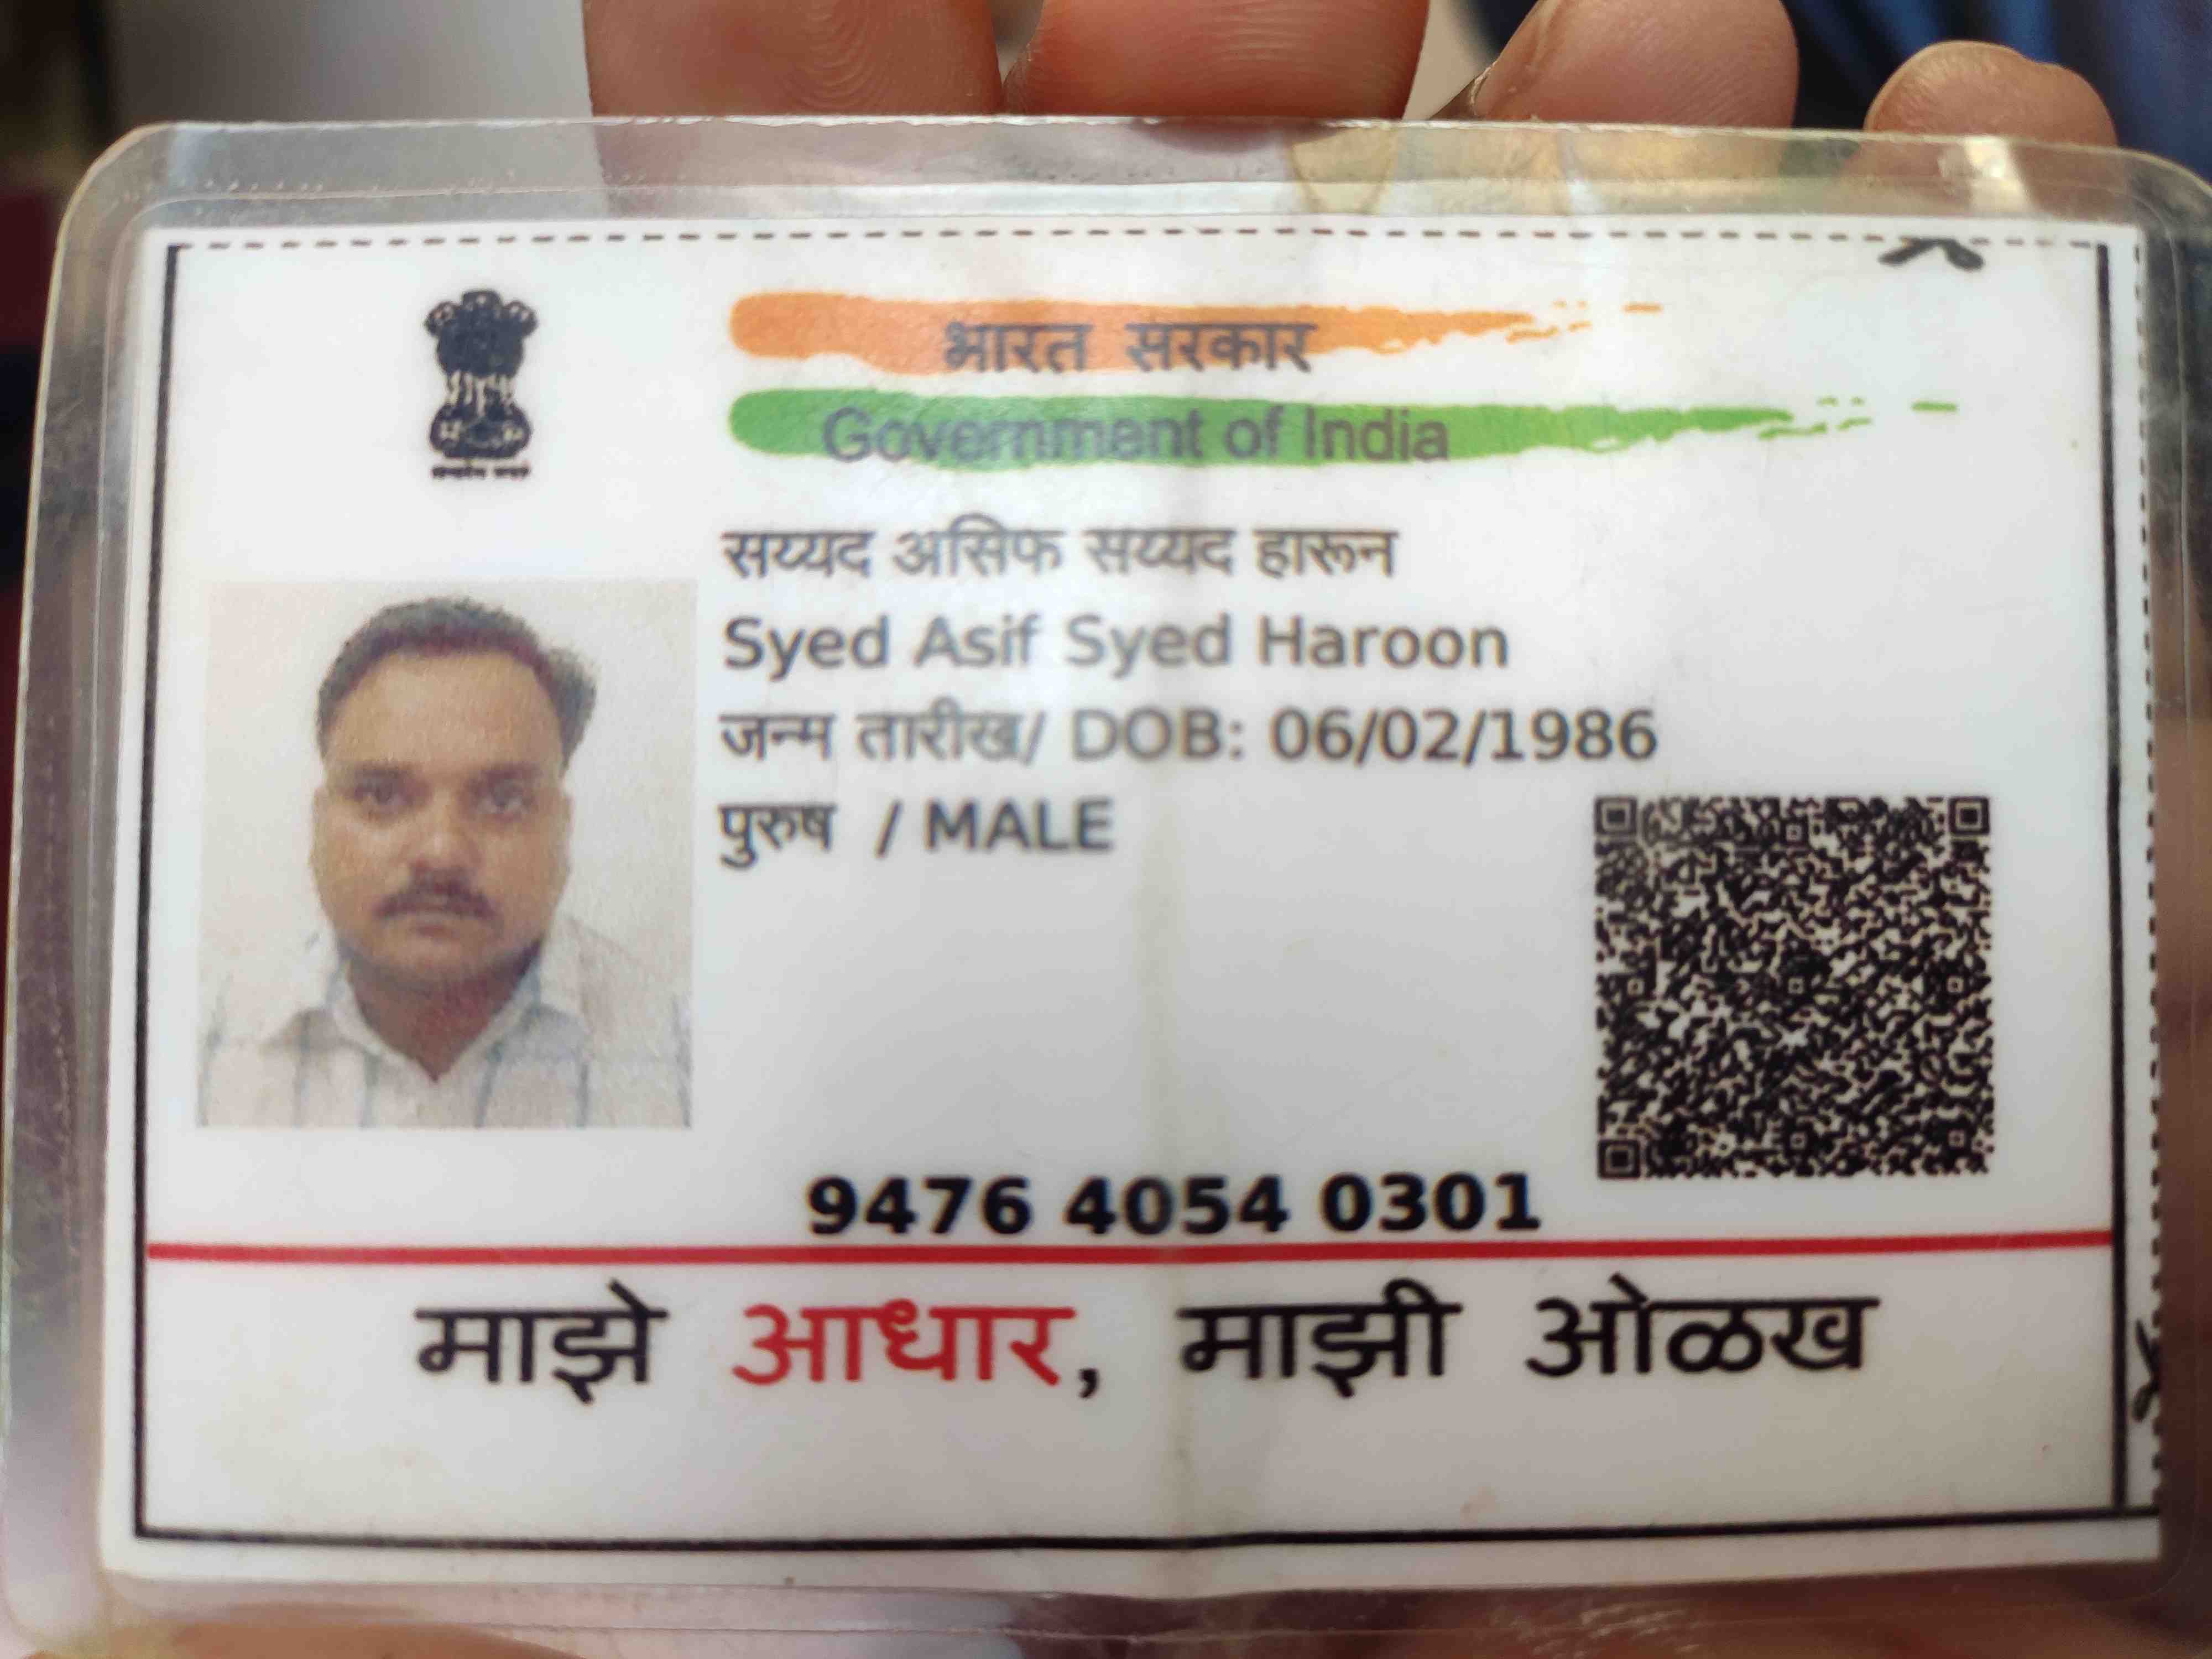 भारत सरकार
Government of India
सय्यद असिफ सय्यद हारून
Syed Asif Syed Haroon
जन्म तारीख/ DOB: 06/02/1986
पुरुष / MALE
9476 4054 0301
माझे आधार, माझी ओळख